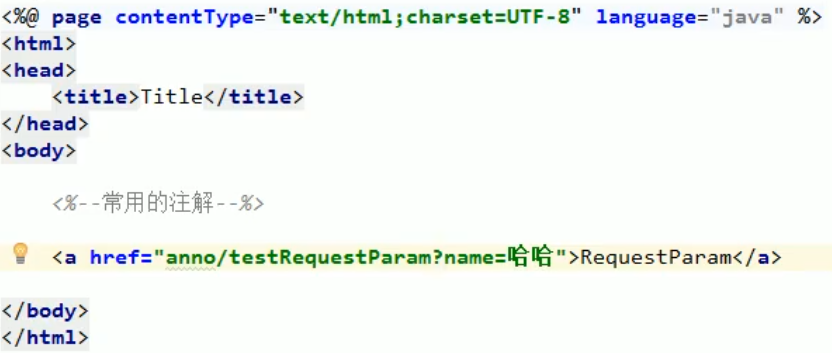 <%@ page contentType="text/html;charset=UTF-8" language="java" %>
<html>
<head>
    <title>Title</title>
</head>
<body>
    <%--常用的注解--%>
    <a href="anno/testRequestParam?name=哈哈">RequestParam</a>
</body>
</html>